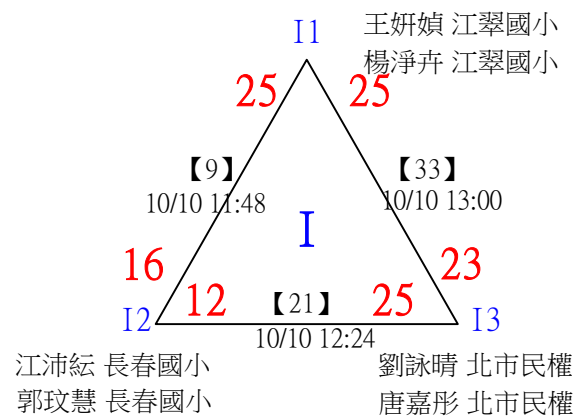 I1
王妍媜 江翠國小
楊淨卉 江翠國小
25
25
【9】
10/10 11:48
【33】
10/10 13:00
I
16
23
12
【21】
25
I2
I3
10/10 12:24
江沛紜 長春國小
郭玟慧 長春國小
劉詠晴 北市民權
唐嘉彤 北市民權